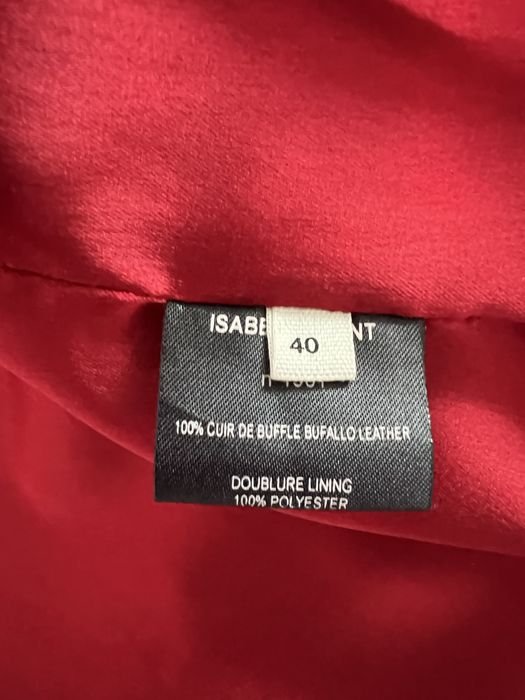 ISABE NT
40
100% CUIR DE BUFFLE BUFALLO LEATHER
DOUBLURE LINING
100% POLYESTER